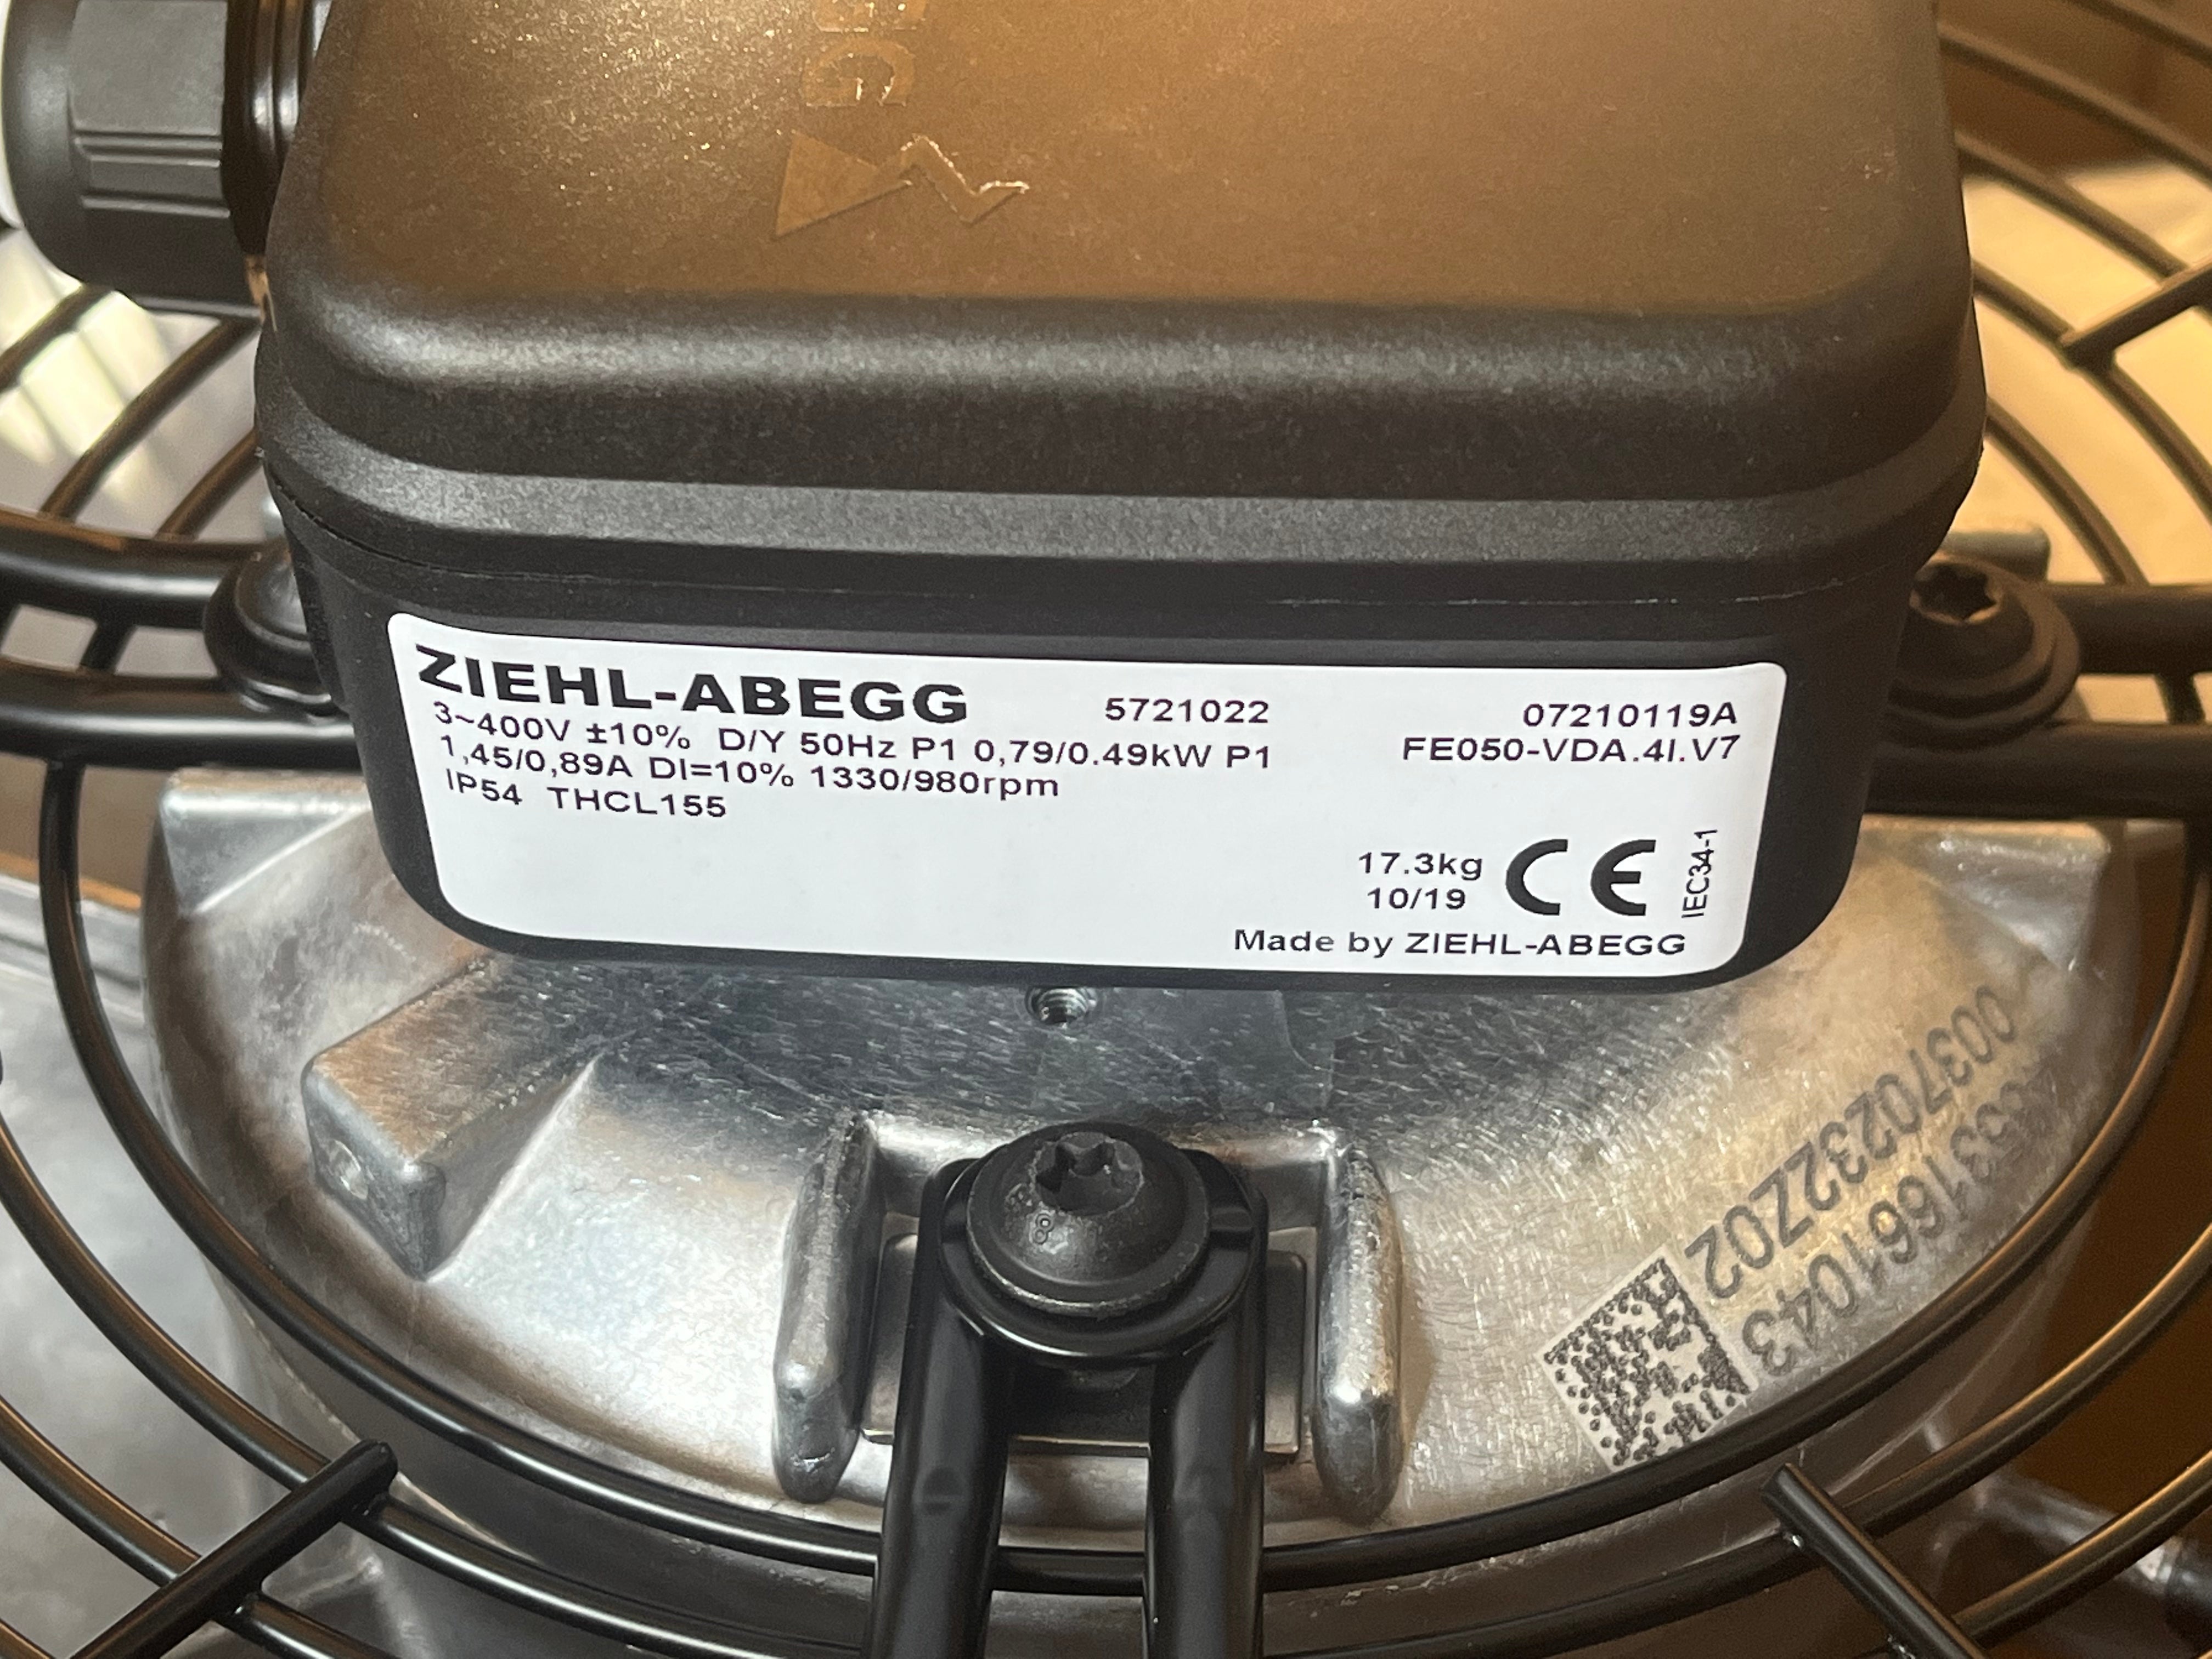 ZIEHL-ABEGG 5721022 07210119A
3~400V ±10% D/Y 50Hz P1 0,79/0.49kW P1 FE050-VDA.4I.V7
1,45/0,89A DI=10% 1330/980rpm
IP54 THCL155
17.3kg CE IEC34-1
10/19
Made by ZIEHL-ABEGG
8